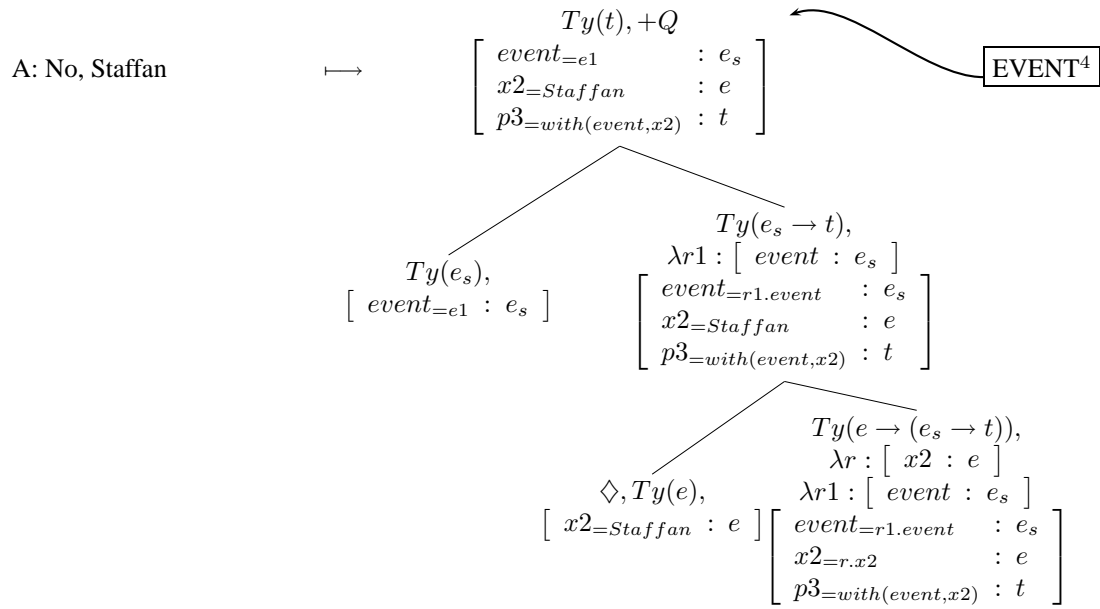 Ty(t), +Q
A: No, Staffan ⟼ [ event₌ₑ₁ : eₛ
x2₌Staffan : e
p3₌with(event,x2) : t ]
EVENT⁴
Ty(eₛ → t),
λr1 : [ event : eₛ ]
Ty(eₛ),
[ event₌ₑ₁ : eₛ ]
[ event₌r1.event : eₛ
x2₌Staffan : e
p3₌with(event,x2) : t ]
Ty(e → (eₛ → t)),
λr : [ x2 : e ]
λr1 : [ event : eₛ ]
◇, Ty(e),
[ x2₌Staffan : e ]
[ event₌r1.event : eₛ
x2₌r.x2 : e
p3₌with(event,x2) : t ]